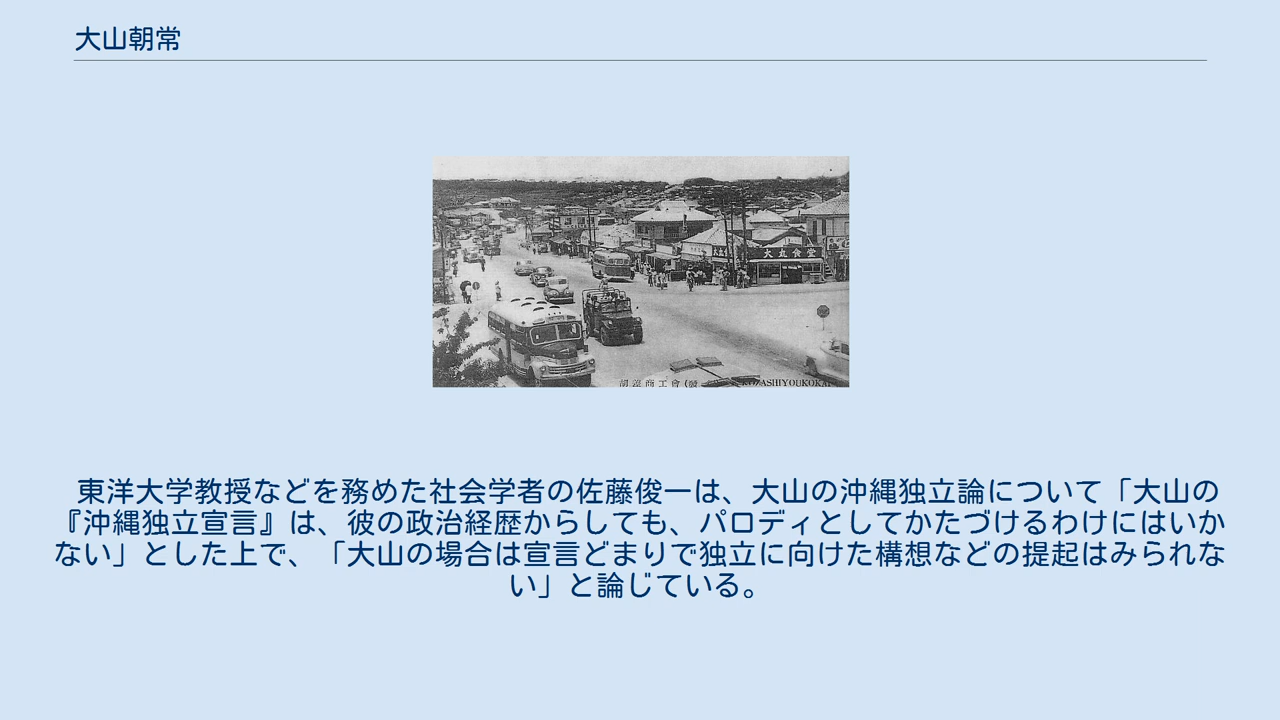 大山朝常
大丸食堂
東洋大学教授などを務めた社会学者の佐藤俊一は、大山の沖縄独立論について「大山の
『沖縄独立宣言』は、彼の政治経歴からしても、パロディとしてかたづけるわけにはいか
ない」とした上で、「大山の場合は宣言どまりで独立に向けた構想などの提起はみられな
い」と論じている。